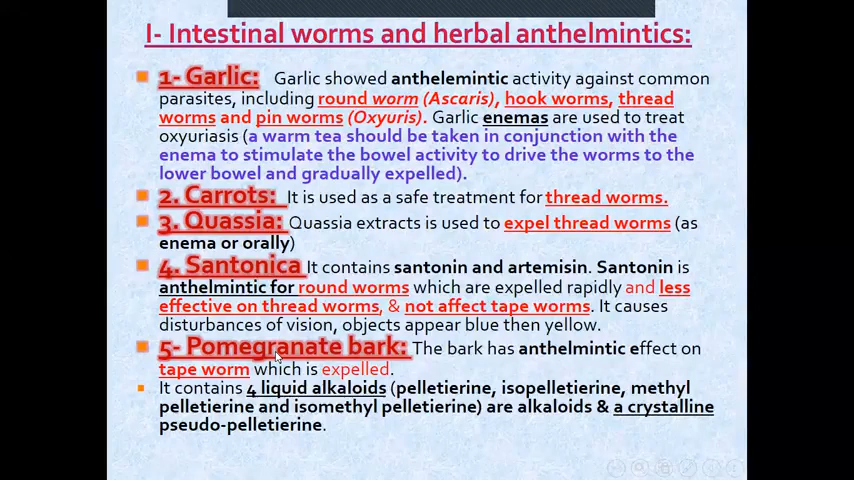 I- Intestinal worms and herbal anthelmintics:
1- Garlic: Garlic showed anthelemintic activity against common
parasites, including round worm (Ascaris), hook worms, thread
worms and pin worms (Oxyuris). Garlic enemas are used to treat
oxyuriasis (a warm tea should be taken in conjunction with the
enema to stimulate the bowel activity to drive the worms to the
lower bowel and gradually expelled).
2. Carrots: It is used as a safe treatment for thread worms.
3. Quassia: Quassia extracts is used to expel thread worms (as
enema or orally)
4. Santonica It contains santonin and artemisin. Santonin is
anthelmintic for round worms which are expelled rapidly and less
effective on thread worms, & not affect tape worms. It causes
disturbances of vision, objects appear blue then yellow.
5- Pomegranate bark: The bark has anthelmintic effect on
tape worm which is expelled.
It contains 4 liquid alkaloids (pelletierine, isopelletierine, methyl
pelletierine and isomethyl pelletierine) are alkaloids & a crystalline
pseudo-pelletierine.